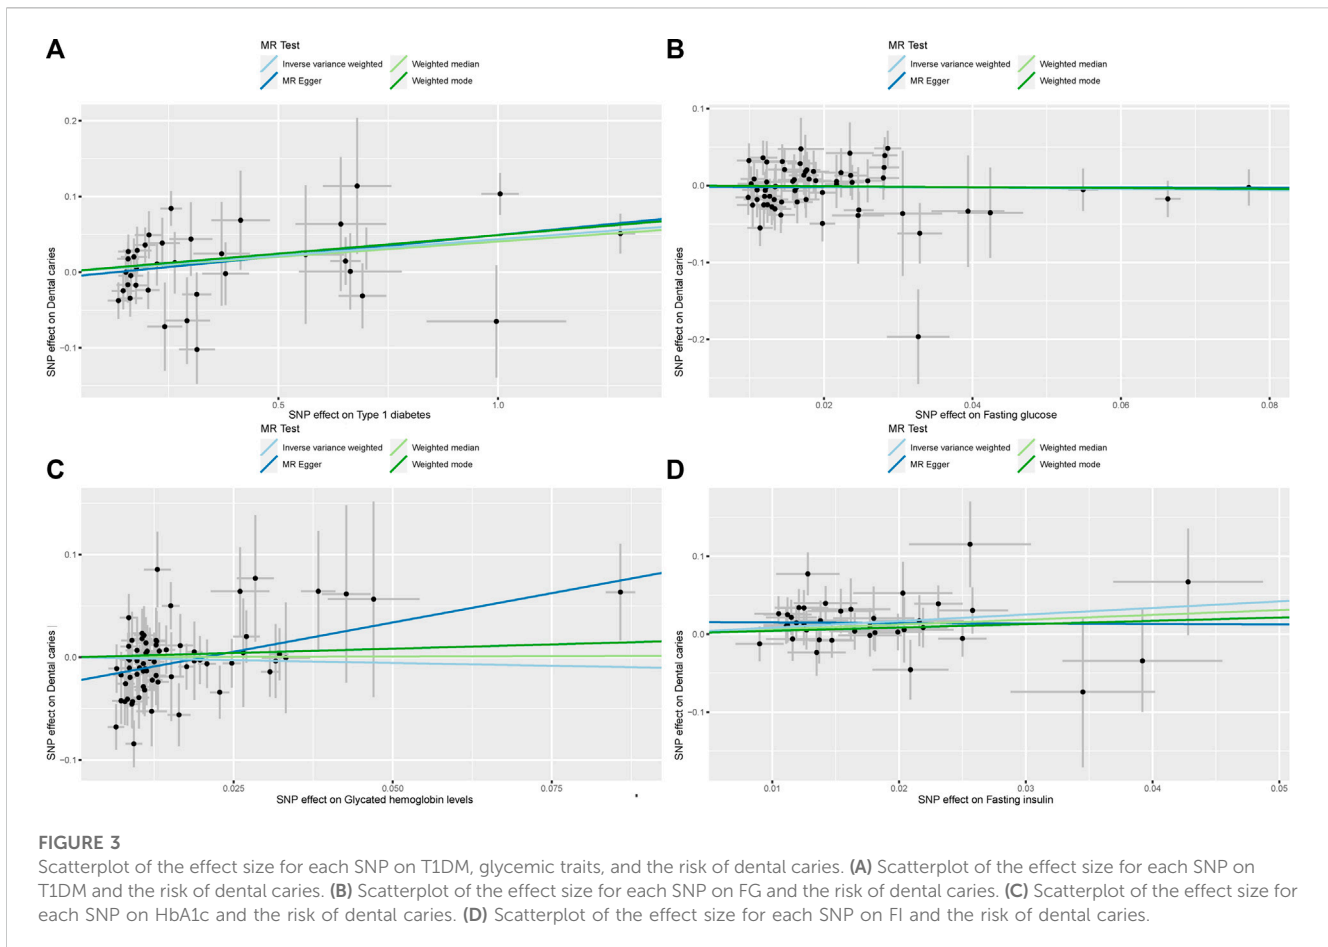 A
MR Test
Inverse variance weighted
Weighted median
MR Egger
Weighted mode
SNP effect on Dental caries
0.2
0.1
0.0
−0.1
0.5
1.0
SNP effect on Type 1 diabetes
B
MR Test
Inverse variance weighted
Weighted median
MR Egger
Weighted mode
SNP effect on Dental caries
0.1
0.0
−0.1
−0.2
0.02
0.04
0.06
0.08
SNP effect on Fasting glucose
C
MR Test
Inverse variance weighted
Weighted median
MR Egger
Weighted mode
SNP effect on Dental caries
0.1
0.0
−0.1
0.025
0.050
0.075
SNP effect on Glycated hemoglobin levels
D
MR Test
Inverse variance weighted
Weighted median
MR Egger
Weighted mode
SNP effect on Dental caries
0.1
0.0
−0.1
0.01
0.02
0.03
0.04
0.05
SNP effect on Fasting insulin
FIGURE 3
Scatterplot of the effect size for each SNP on T1DM, glycemic traits, and the risk of dental caries. (A) Scatterplot of the effect size for each SNP on
T1DM and the risk of dental caries. (B) Scatterplot of the effect size for each SNP on FG and the risk of dental caries. (C) Scatterplot of the effect size for
each SNP on HbA1c and the risk of dental caries. (D) Scatterplot of the effect size for each SNP on FI and the risk of dental caries.